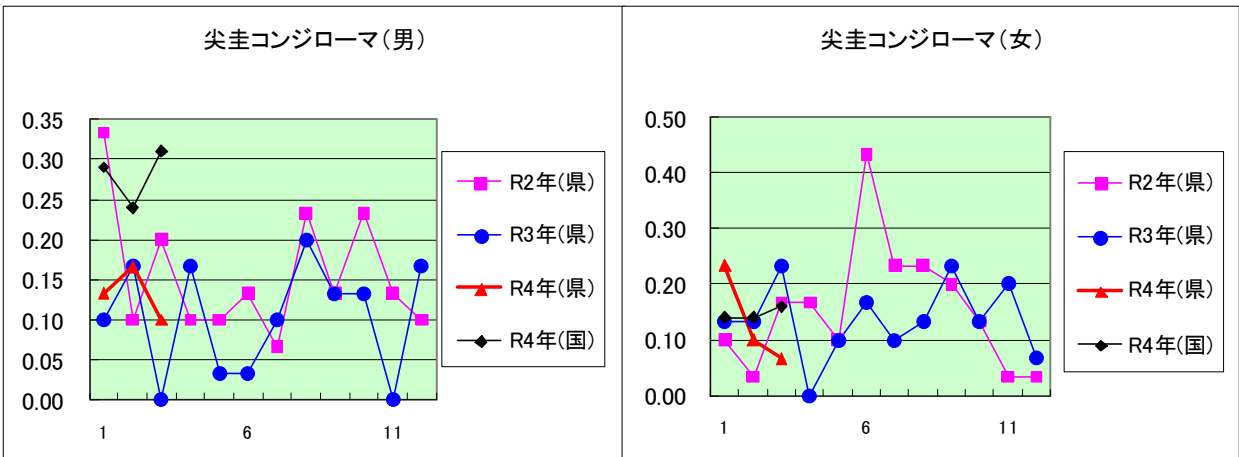 尖圭コンジローマ（男）
0.35
0.30
0.25
0.20
0.15
0.10
0.05
0.00
1
6
11
R2年(県)
R3年(県)
R4年(県)
R4年(国)
尖圭コンジローマ（女）
0.50
0.40
0.30
0.20
0.10
0.00
1
6
11
R2年(県)
R3年(県)
R4年(県)
R4年(国)